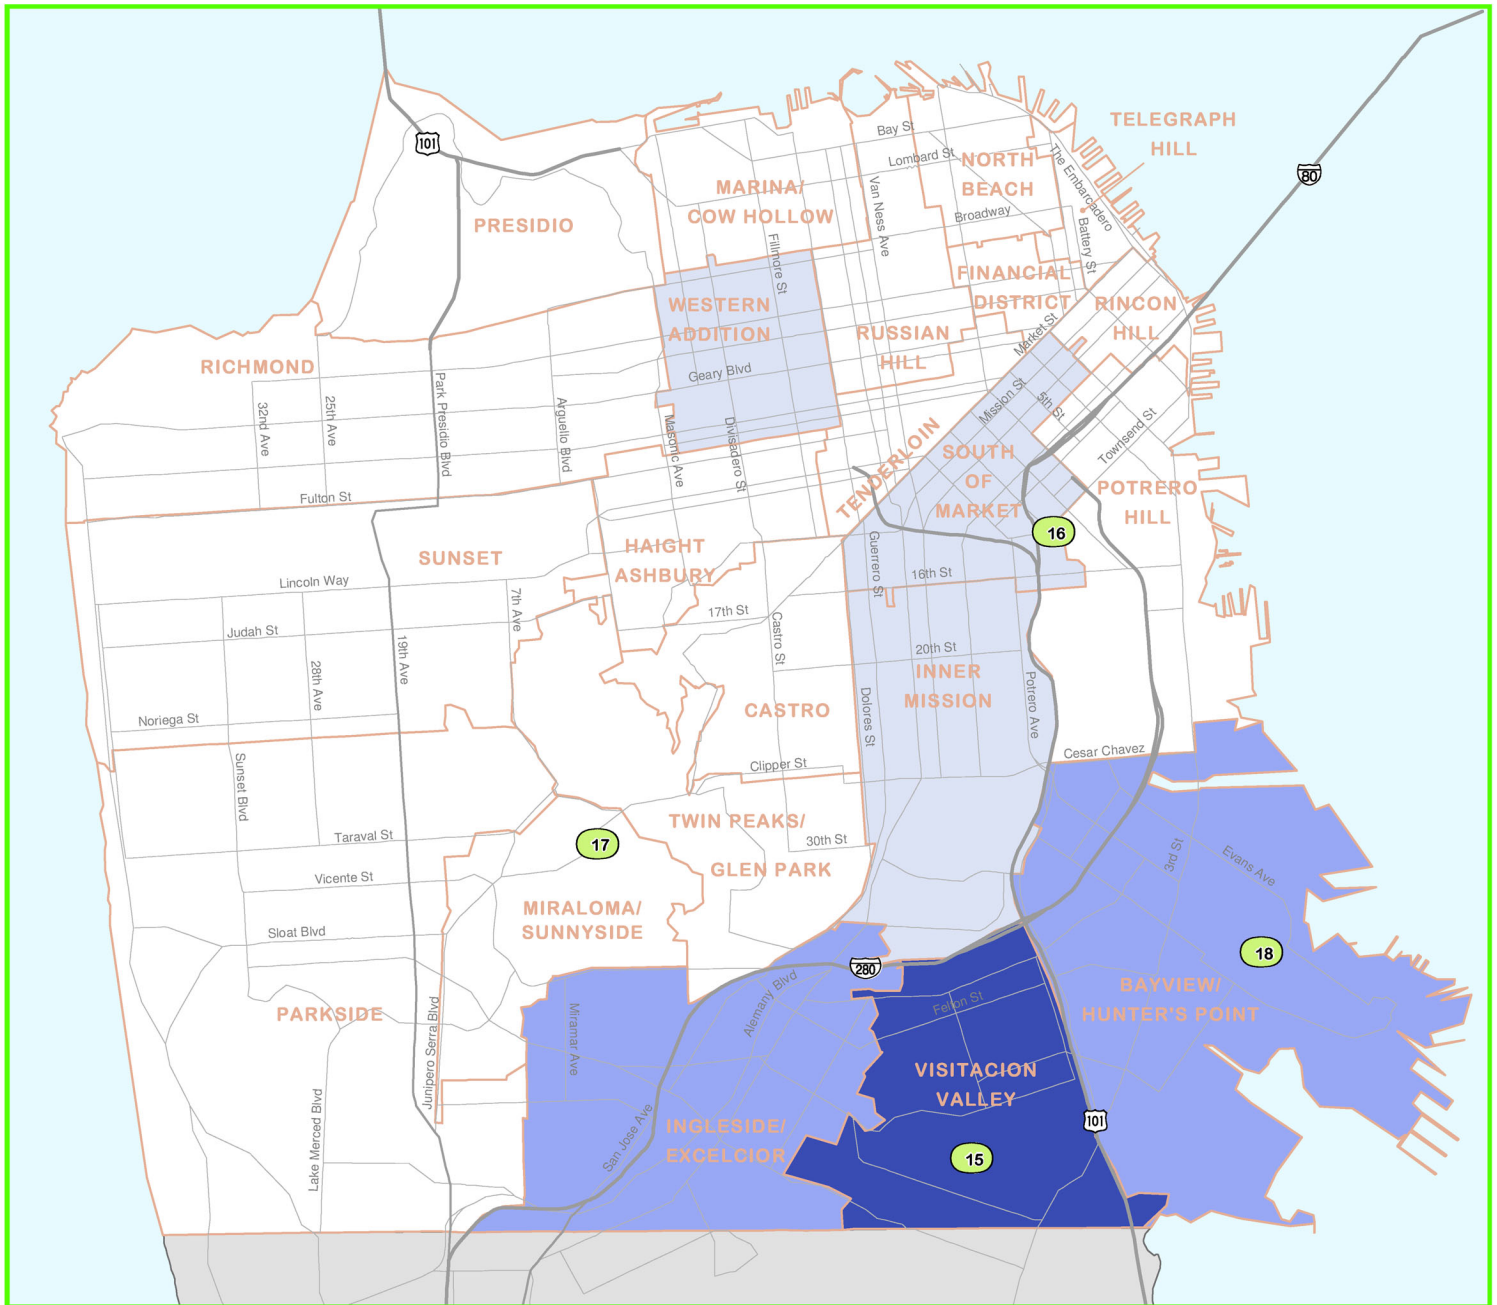 101
80
TELEGRAPH
HILL
Bay St
Lombard St
NORTH
BEACH
The Embarcadero
MARINA/
COW HOLLOW
Van Ness Ave
Broadway
Battery St
PRESIDIO
Fillmore St
FINANCIAL
DISTRICT
WESTERN
ADDITION
RINCON
HILL
Market St
RUSSIAN
HILL
RICHMOND
Geary Blvd
Park Presidio Blvd
32nd Ave
25th Ave
Arguello Blvd
Masonic Ave
Divisadero St
Mission St
5th St
Townsend St
TENDERLOIN
SOUTH
OF
MARKET
POTRERO
HILL
Fulton St
16
SUNSET
HAIGHT
ASHBURY
Guerrero St
16th St
Lincoln Way
7th Ave
17th St
Castro St
Judah St
19th Ave
28th Ave
20th St
INNER
MISSION
Potrero Ave
CASTRO
Dolores St
Noriega St
Cesar Chavez
Clipper St
Sunset Blvd
TWIN PEAKS/
GLEN PARK
30th St
Taraval St
17
3rd St
Evans Ave
Vicente St
MIRALOMA/
SUNNYSIDE
Sloat Blvd
18
280
Alemany Blvd
Felton St
BAYVIEW/
HUNTER'S POINT
PARKSIDE
Miramar Ave
Junipero Serra Blvd
VISITACION
VALLEY
101
Lake Merced Blvd
San Jose Ave
INGLESIDE/
EXCELCIOR
15